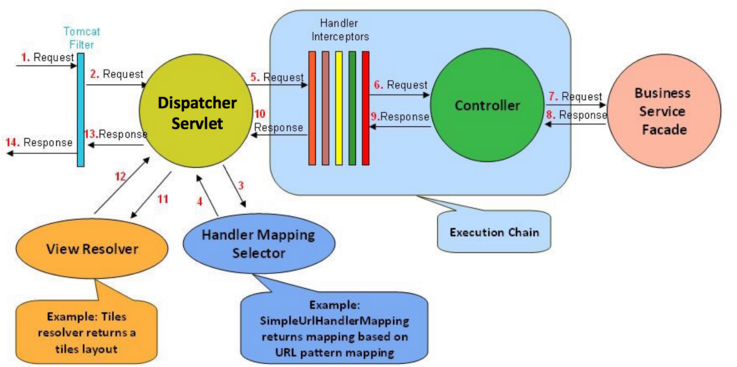 Tomcat
Filter
Handler
Interceptors
1. Request
2. Request
5. Request
6. Request
7. Request
Dispatcher
Servlet
Controller
Business
Service
Facade
10
Response
9.Response
8. Response
13.Response
14. Response
12
11
4
3
View Resolver
Handler Mapping
Selector
Execution Chain
Example: Tiles
resolver returns a
tiles layout
Example:
SimpleUrlHandlerMapping
returns mapping based on
URL pattern mapping